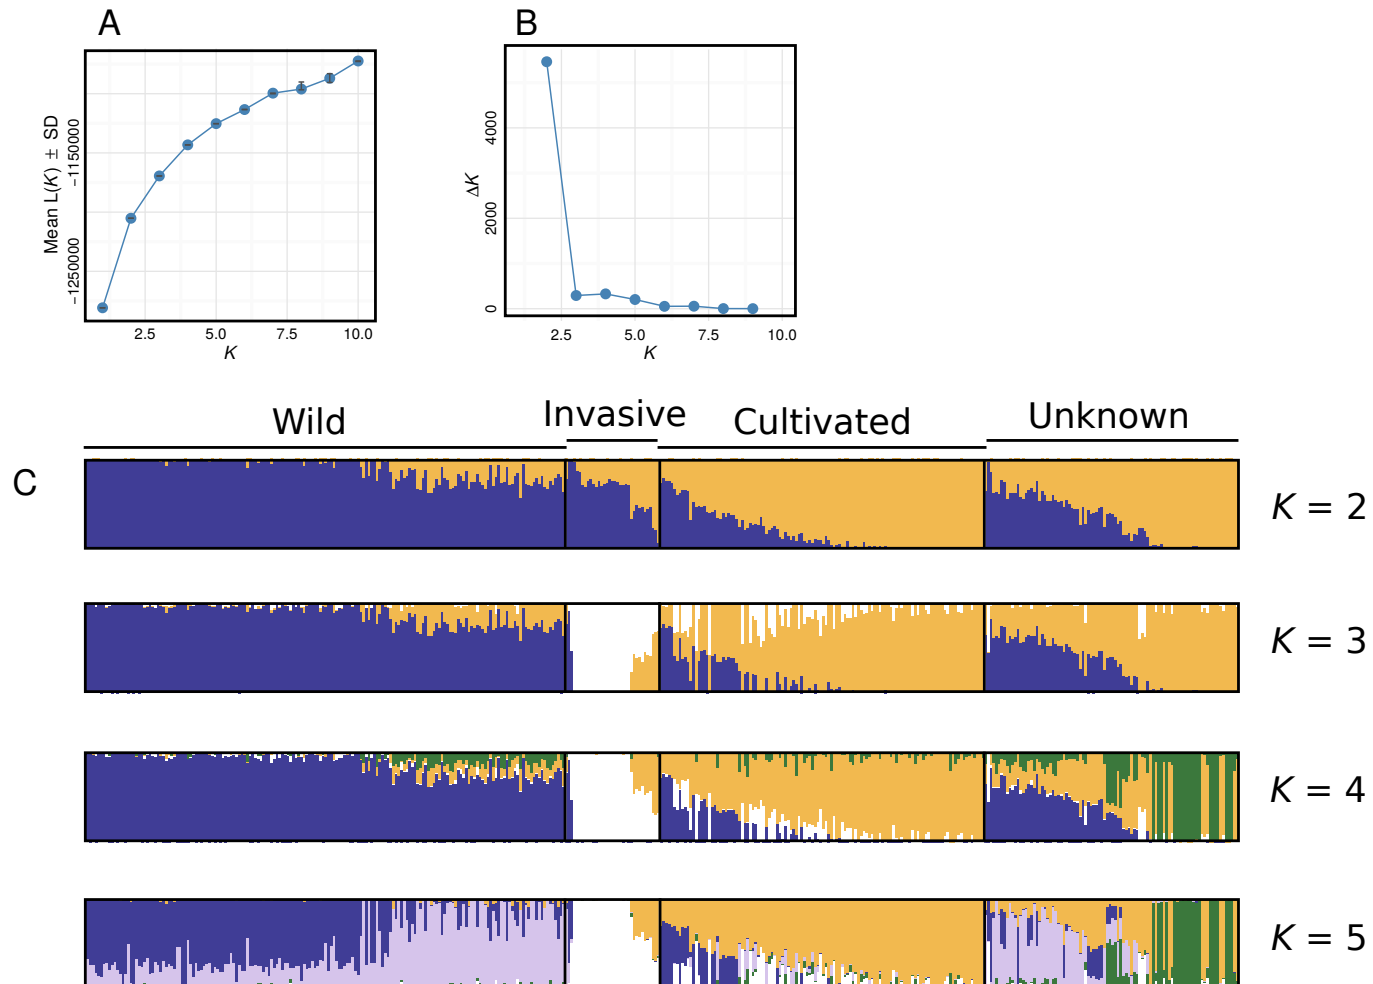 A
B
Mean L(K) ± SD
−1150000
−1250000
2.5 5.0 7.5 10.0
K
ΔK
4000
2000
0
2.5 5.0 7.5 10.0
K
Wild Invasive Cultivated Unknown
C
K = 2
K = 3
K = 4
K = 5